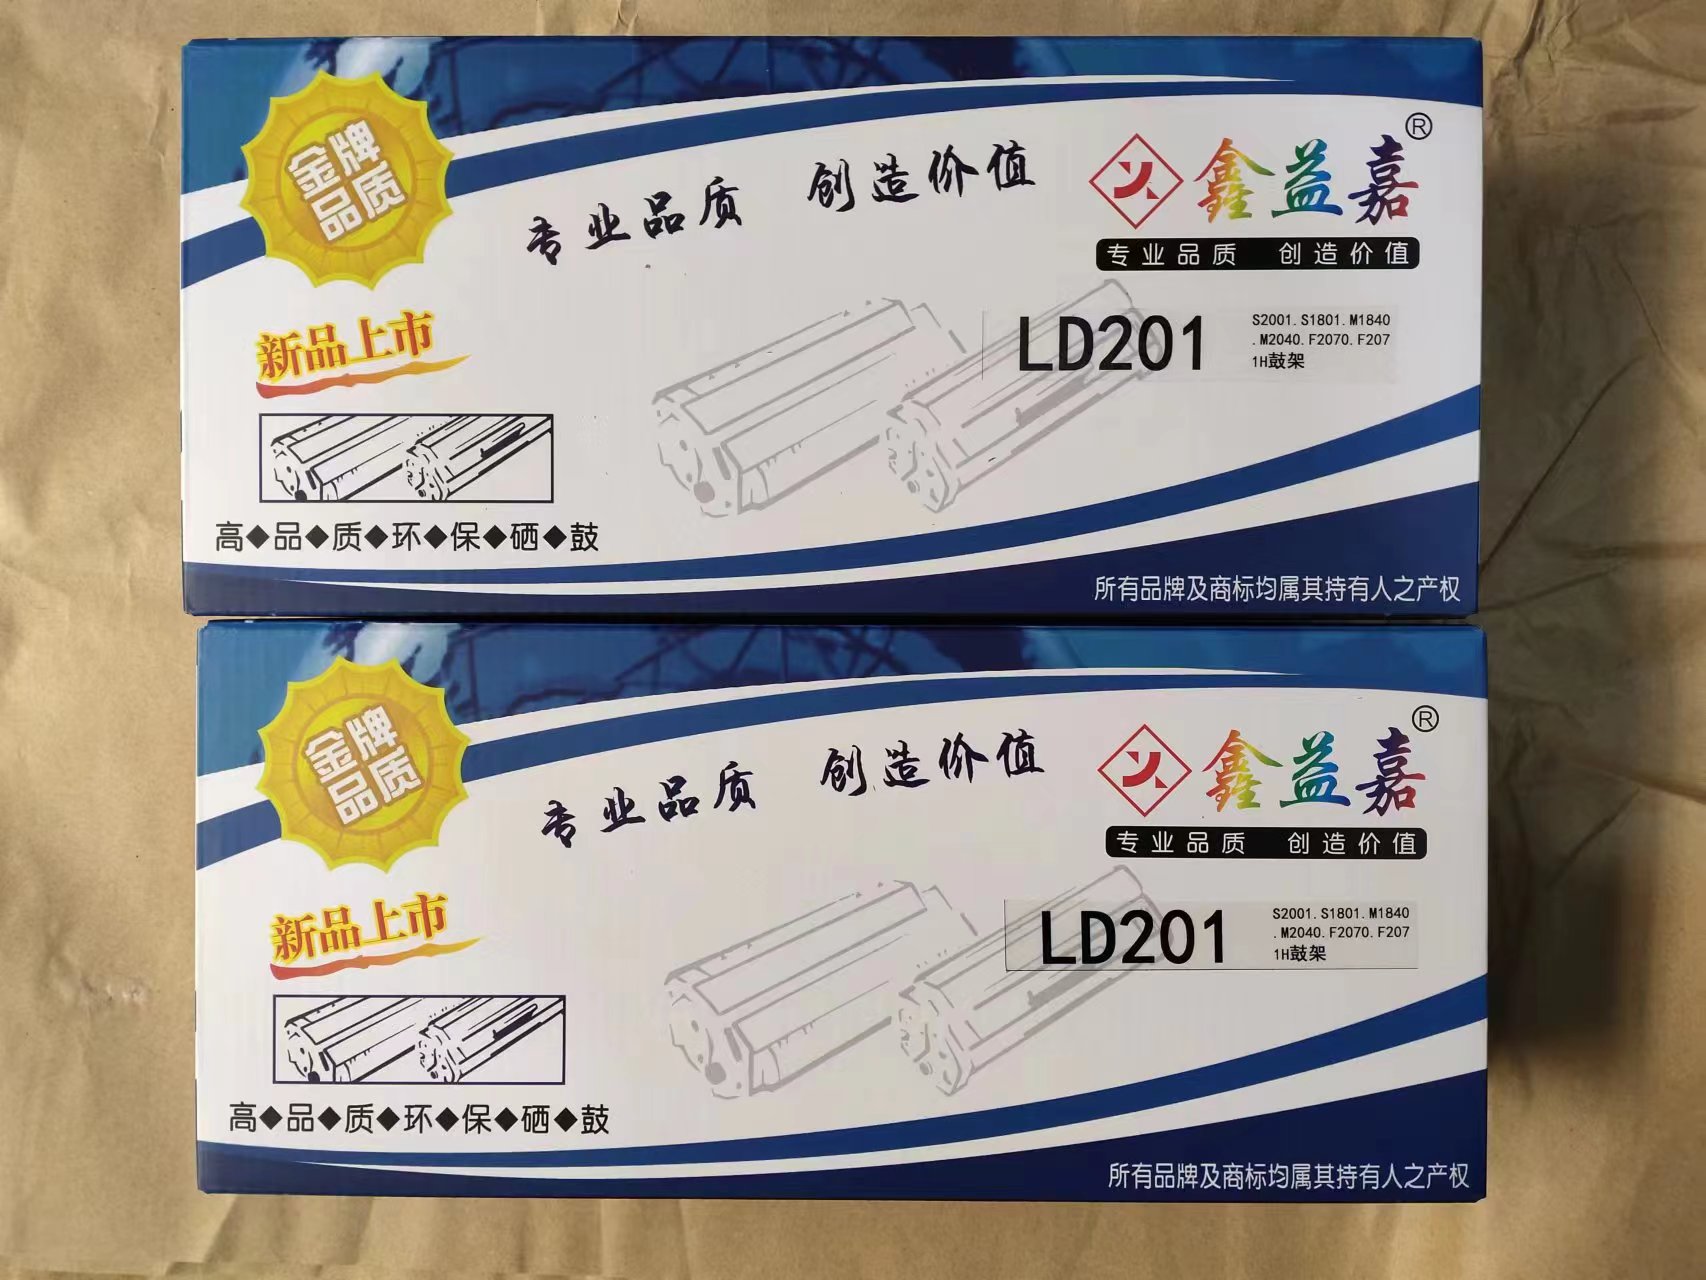 金牌
品质
专业品质 创造价值
鑫益嘉®
专业品质 创造价值
新品上市
LD201
S2001.S1801.M1840
.M2040.F2070.F207
1H鼓架
高◆品◆质◆环◆保◆硒◆鼓
所有品牌及商标均属其持有人之产权
金牌
品质
专业品质 创造价值
鑫益嘉®
专业品质 创造价值
新品上市
LD201
S2001.S1801.M1840
.M2040.F2070.F207
1H鼓架
高◆品◆质◆环◆保◆硒◆鼓
所有品牌及商标均属其持有人之产权